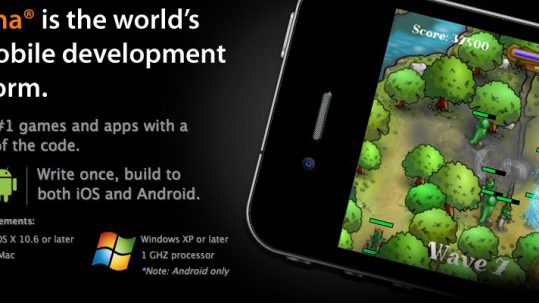 na® is the world's
obile development
orm.
#1 games and apps with a
of the code.
Write once, build to
both iOS and Android.
ements:
OS X 10.6 or later
Mac
Windows XP or later
1 GHZ processor
*Note: Android only
Score: 37500
Wave 7